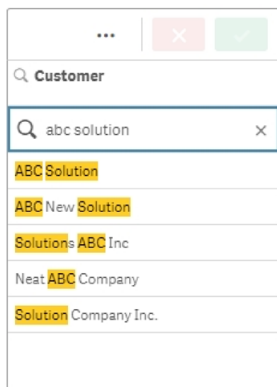 ...
Customer
abc solution
ABC Solution
ABC New Solution
Solutions ABC Inc
Neat ABC Company
Solution Company Inc.